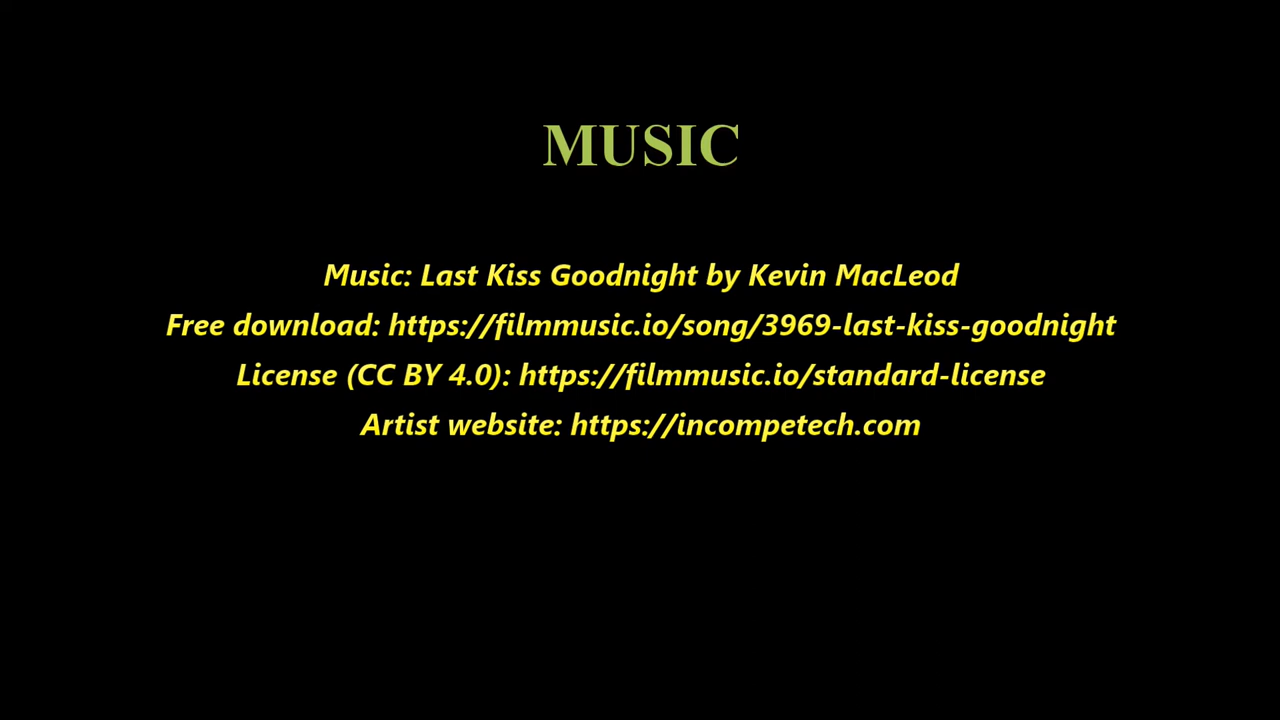 MUSIC
Music: Last Kiss Goodnight by Kevin MacLeod
Free download: https://filmmusic.io/song/3969-last-kiss-goodnight
License (CC BY 4.0): https://filmmusic.io/standard-license
Artist website: https://incompetech.com